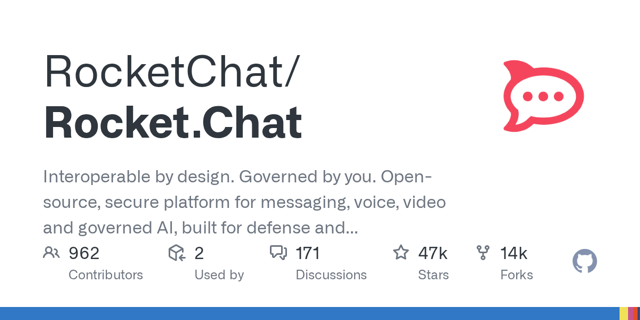 RocketChat/
Rocket.Chat
Interoperable by design. Governed by you. Open-
source, secure platform for messaging, voice, video
and governed AI, built for defense and...
962 2 171 47k 14k
Contributors Used by Discussions Stars Forks